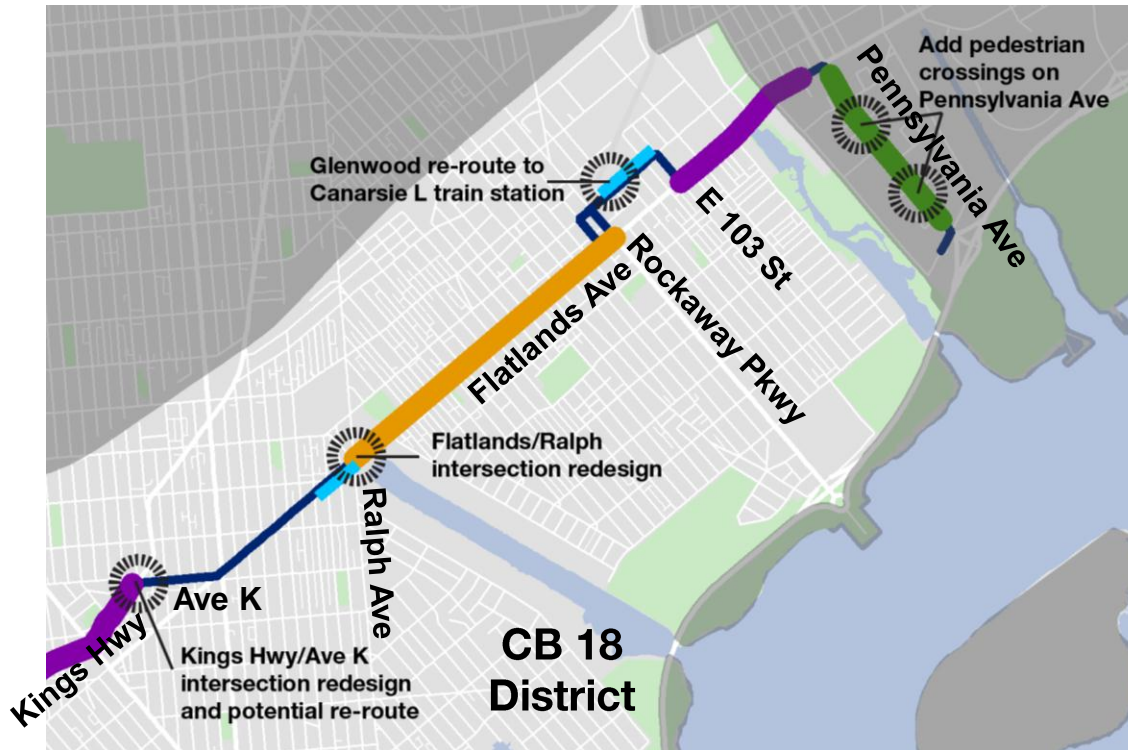 Add pedestrian
crossings on
Pennsylvania Ave
Pennsylvania Ave
Glenwood re-route to
Canarsie L train station
E 103 St
Rockaway Pkwy
Flatlands Ave
Flatlands/Ralph
intersection redesign
Ralph Ave
Ave K
Kings Hwy
Kings Hwy/Ave K
intersection redesign
and potential re-route
CB 18
District